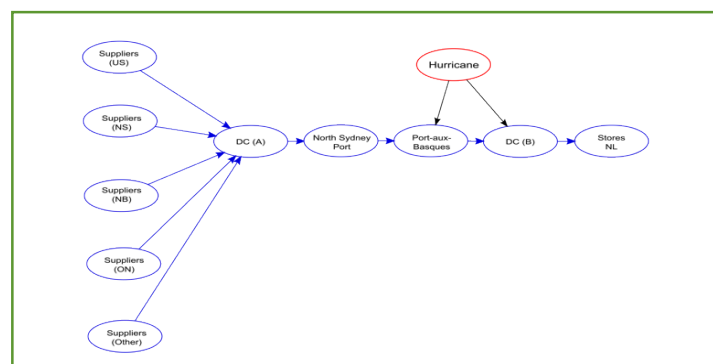 Suppliers
(US)
Hurricane
Suppliers
(NS)
DC (A)
North Sydney
Port
Port-aux-
Basques
DC (B)
Stores
NL
Suppliers
(NB)
Suppliers
(ON)
Suppliers
(Other)